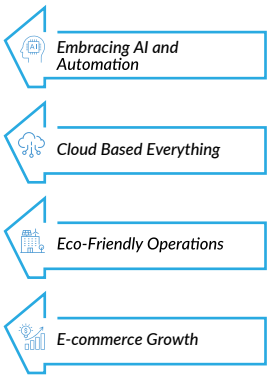 AI
Embracing AI and
Automation
Cloud Based Everything
Eco-Friendly Operations
$
E-commerce Growth